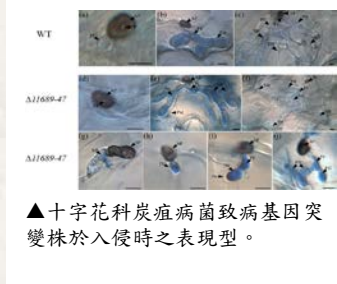 WT
(a)
(b)
(c)
Δ11689-47
(d)
(e)
(f)
Δ11689-47
(g)
(h)
(i)
(j)
▲十字花科炭疽病菌致病基因突
變株於入侵時之表現型。